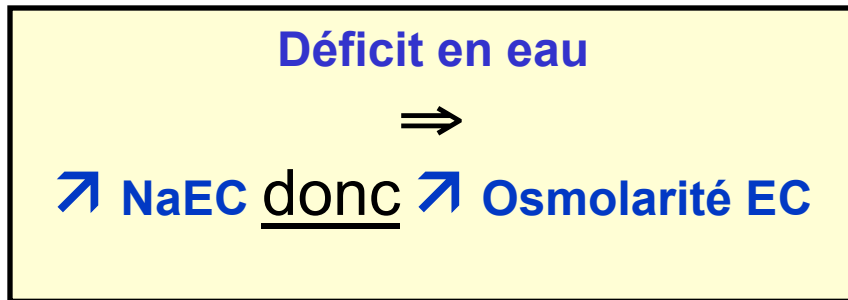 Déficit en eau
⇒
↗ NaEC donc ↗ Osmolarité EC